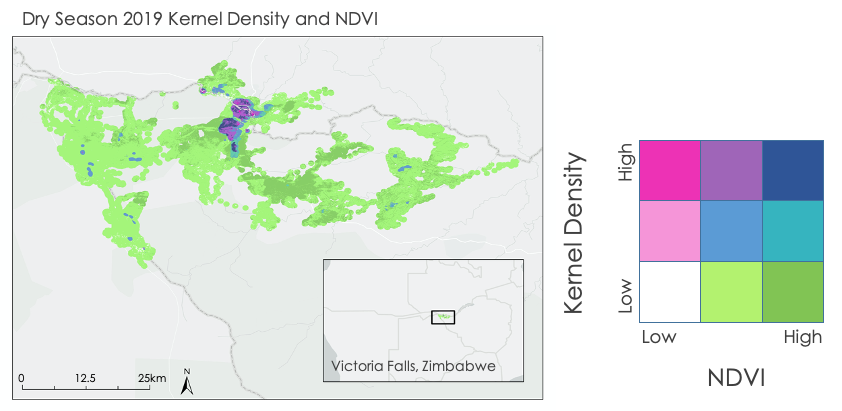 Dry Season 2019 Kernel Density and NDVI
0 12.5 25km
N
Victoria Falls, Zimbabwe
Kernel Density
High
Low
Low High
NDVI